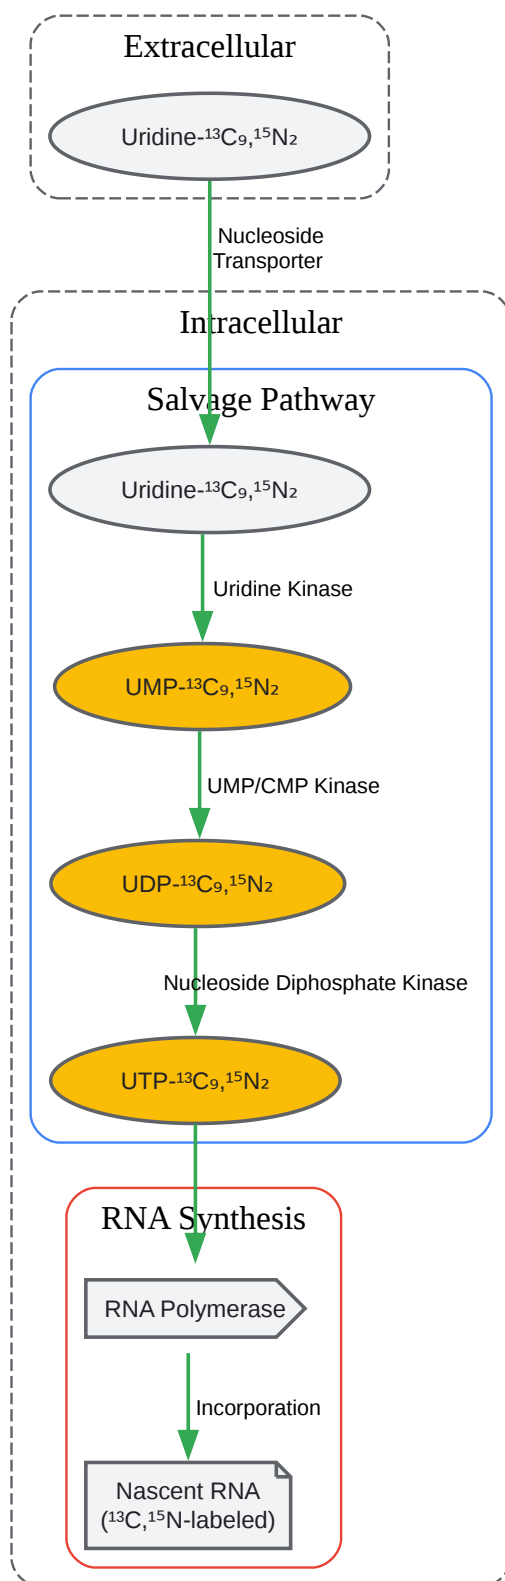 Extracellular
Uridine-¹³C₉,¹⁵N₂
Nucleoside
Transporter
Intracellular
Salvage Pathway
Uridine-¹³C₉,¹⁵N₂
Uridine Kinase
UMP-¹³C₉,¹⁵N₂
UMP/CMP Kinase
UDP-¹³C₉,¹⁵N₂
Nucleoside Diphosphate Kinase
UTP-¹³C₉,¹⁵N₂
RNA Synthesis
RNA Polymerase
Incorporation
Nascent RNA
(¹³C,¹⁵N-labeled)